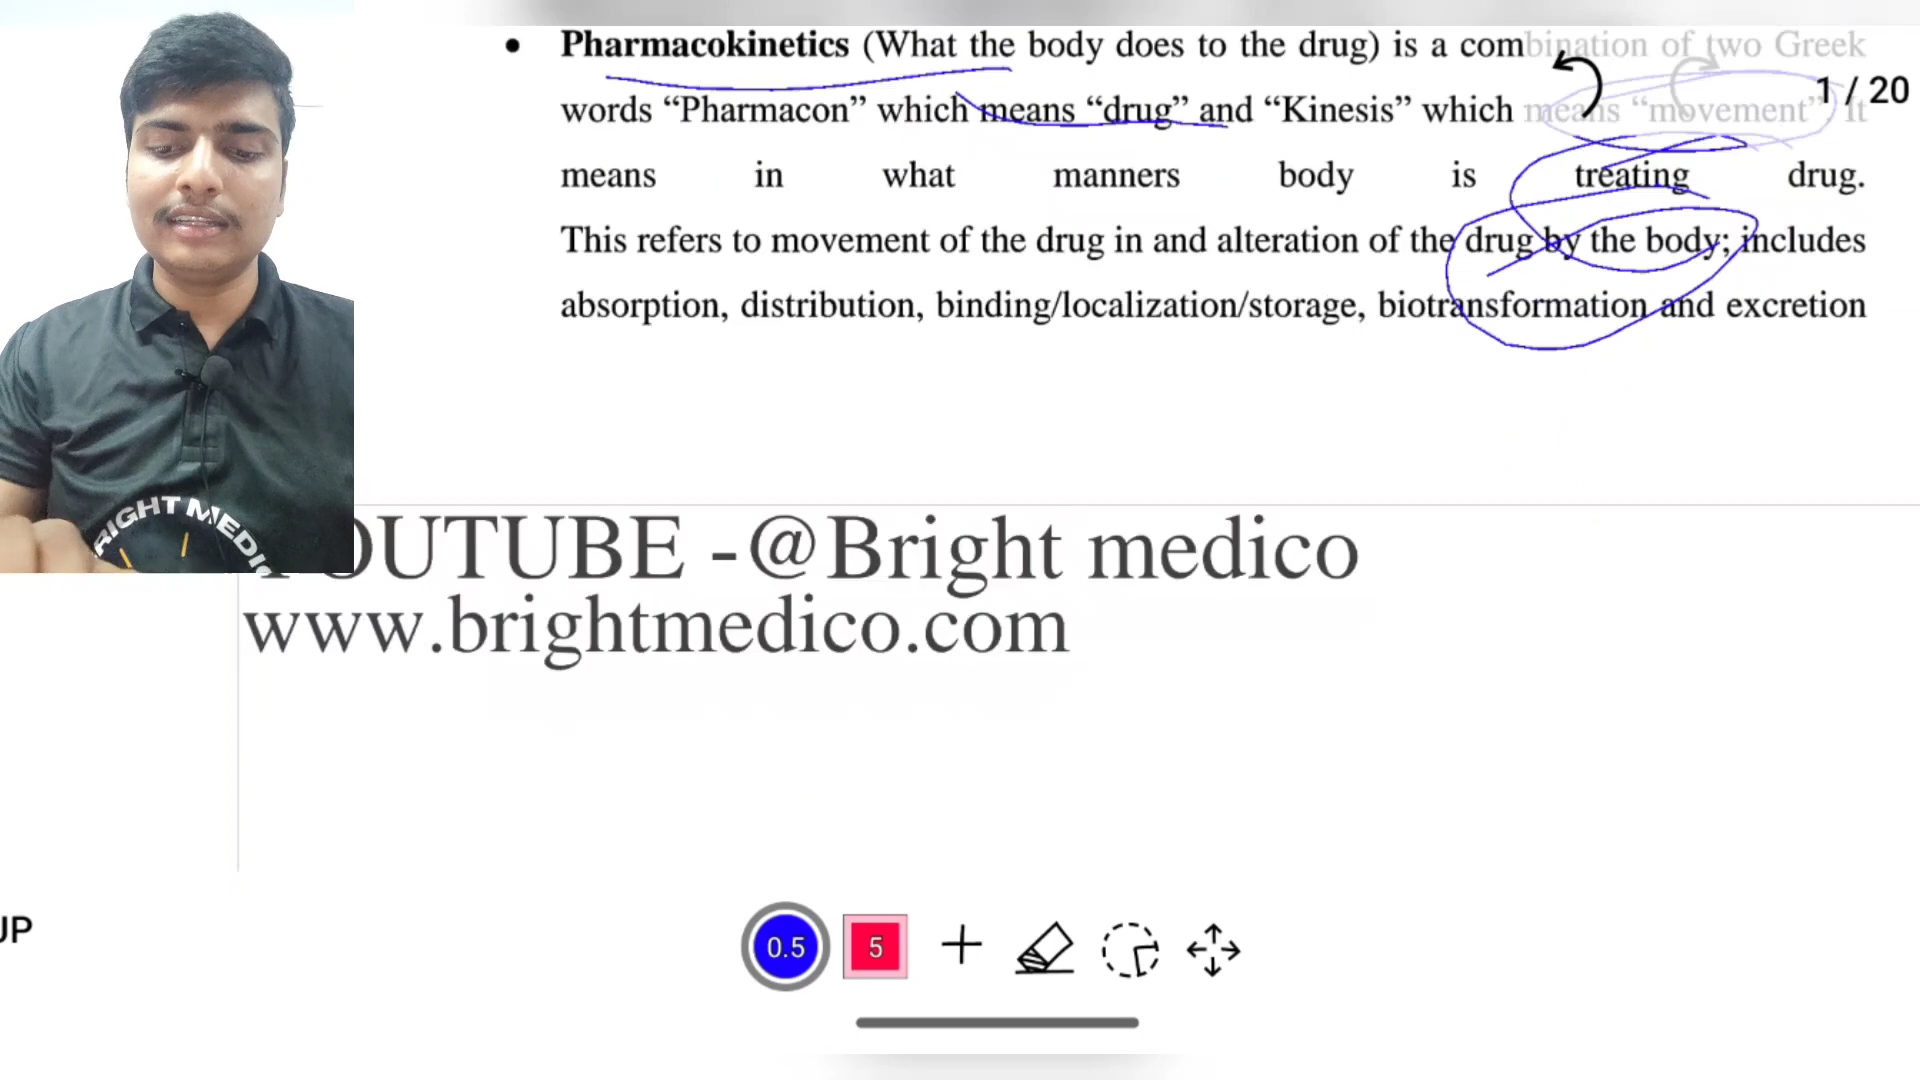 • Pharmacokinetics (What the body does to the drug) is a combination of two Greek
words “Pharmacon” which means “drug” and “Kinesis” which means “movement”. It
1 / 20
means in what manners body is treating drug.
This refers to movement of the drug in and alteration of the drug by the body; includes
absorption, distribution, binding/localization/storage, biotransformation and excretion
RIGHT MEDIC
OUTUBE -@Bright medico
www.brightmedico.com
UP
0.5 5